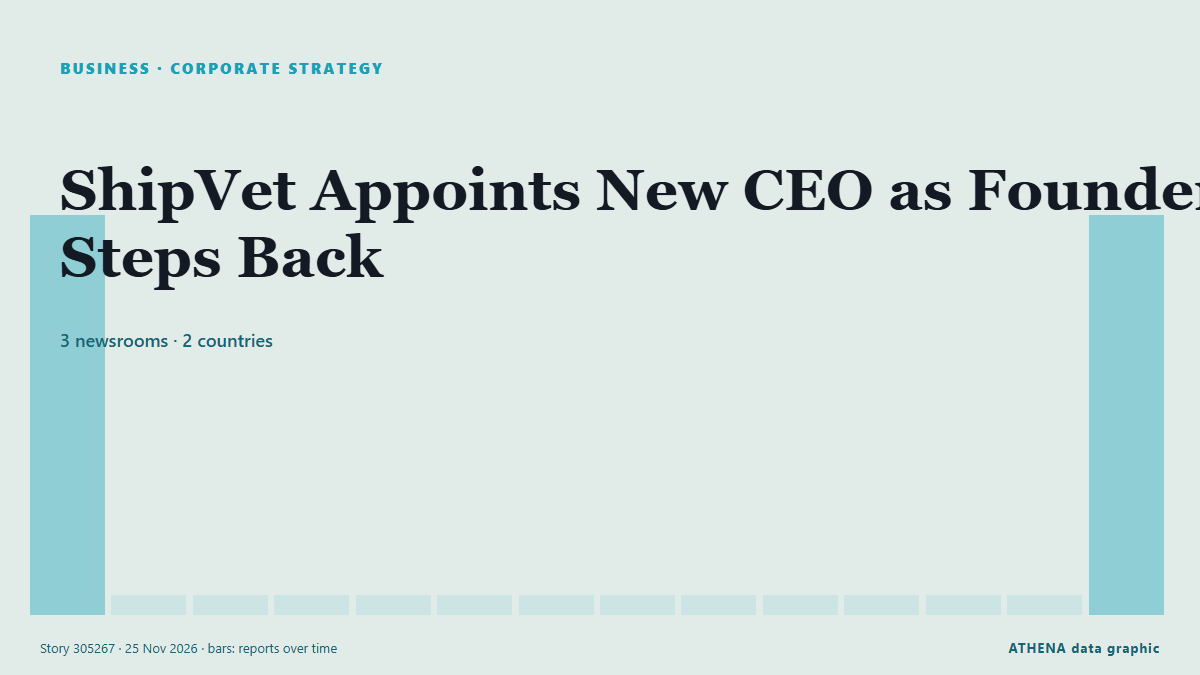 BUSINESS · CORPORATE STRATEGY
ShipVet Appoints New CEO as Founder
Steps Back
3 newsrooms · 2 countries
Story 305267 · 25 Nov 2026 · bars: reports over time
ATHENA data graphic